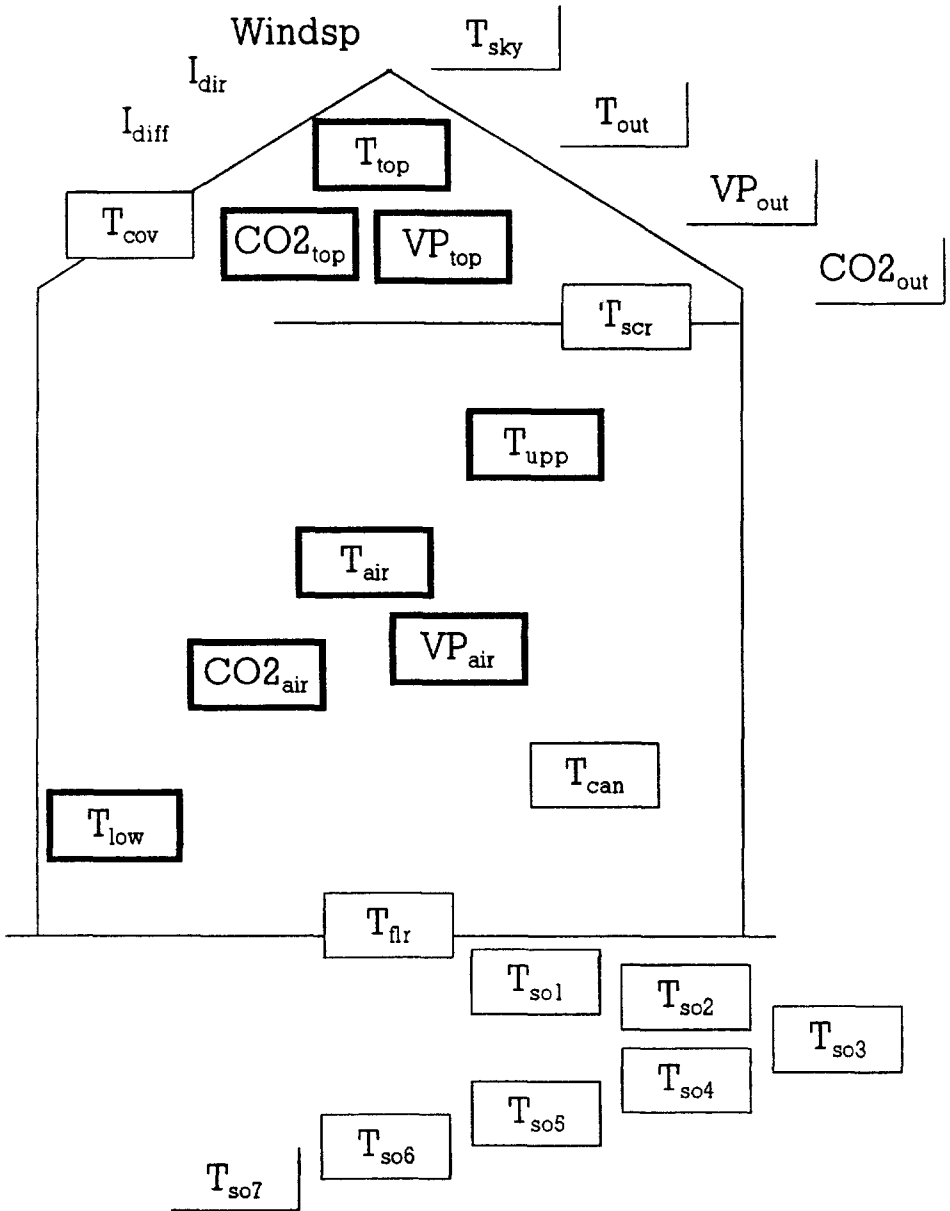 Windsp
T_sky
I_dir
I_diff
T_out
T_top
VP_out
T_cov
CO2_top
VP_top
CO2_out
T_scr
T_upp
T_air
VP_air
CO2_air
T_can
T_low
T_flr
T_so1
T_so2
T_so3
T_so4
T_so5
T_so6
T_so7